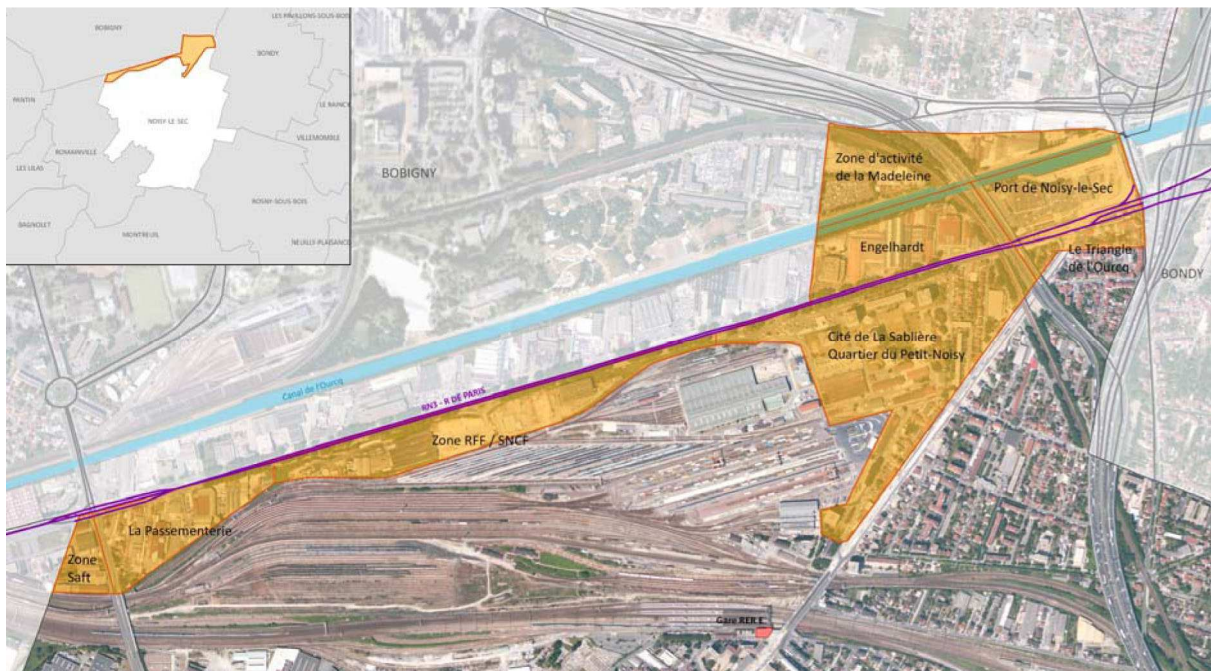 LES PAVILLONS-SOUS-BOIS
BOBIGNY
BONDY
PANTIN
LE RAINCY
NOISY-LE-SEC
VILLEMOMBLE
ROMAINVILLE
LES LILAS
ROSNY-SOUS-BOIS
BAGNOLET
MONTREUIL
NEUILLY-PLAISANCE
BOBIGNY
Zone d'activité
de la Madeleine
Port de Noisy-le-Sec
Engelhardt
Le Triangle
de l'Ourcq
BONDY
Cité de La Sablière
Quartier du Petit-Noisy
Canal de l'Ourcq
RN3 - R DE PARIS
Zone RFF / SNCF
La Passementerie
Zone
Saft
Gare RER E